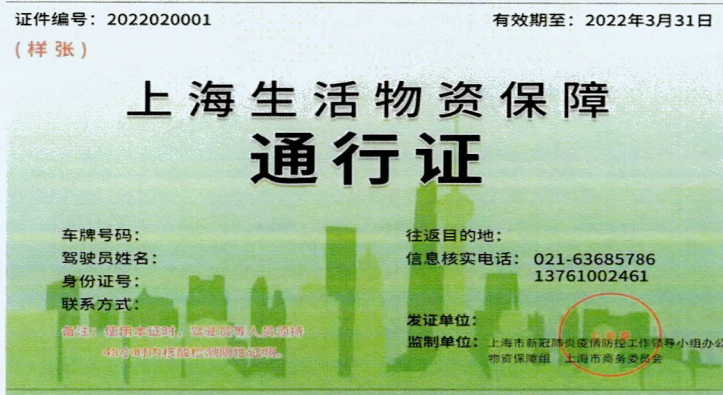 证件编号：2022020001
有效期至：2022年3月31日
(样张)
上海生活物资保障
通行证
车牌号码：
驾驶员姓名：
身份证号：
联系方式：
备注：使用本证时，驾驶员等人员须持
48小时内核酸检测阴性证明。
往返目的地：
信息核实电话：021-63685786
13761002461
发证单位：
监制单位：上海市新冠肺炎疫情防控工作领导小组办公
物资保障组 上海市商务委员会